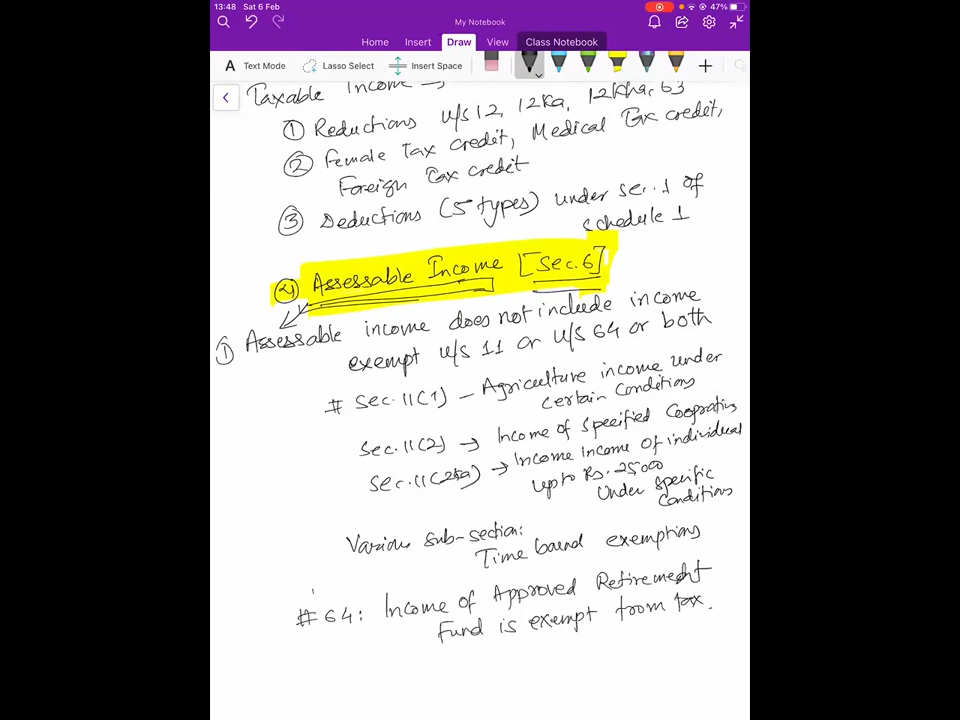 13:48 Sat 6 Feb 47%
My Notebook
Home Insert Draw View Class Notebook
A Text Mode Lasso Select Insert Space
Taxable Income →
① Reductions u/s 12, 12ka, 12kha, 63
② Female Tax credit, Medical Tax credit,
Foreign Tax credit
③ Deductions (5 types) under sec. 1 of
schedule 1
② Assessable Income [Sec. 6]
① Assessable income does not include income
exempt u/s 11 or u/s 64 or both
# Sec. 11(1) – Agriculture income under
certain conditions
Sec. 11(2) → Income of specified Cooprativs
Sec. 11(2ka) → Income income of individual
upto Rs. 25000
Under specific
Conditions
Various sub-section:
Time bound exemptions
# 64: Income of Approved Retirement
Fund is exempt from tax.